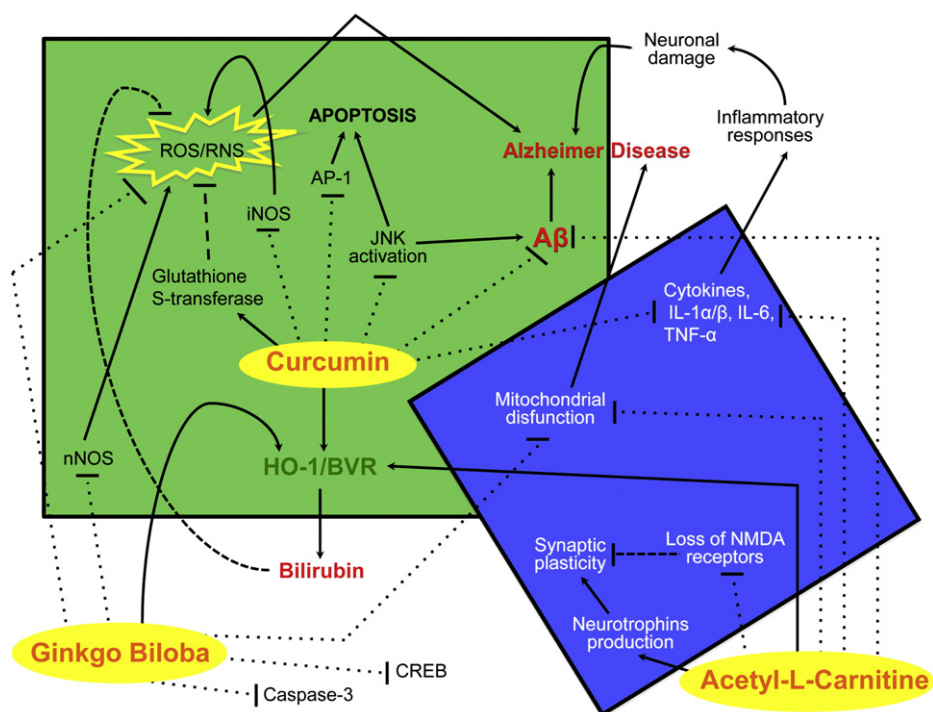 Neuronal
damage
Inflammatory
responses
APOPTOSIS
ROS/RNS
Alzheimer Disease
AP-1
iNOS
JNK
activation
Aβ
Glutathione
S-transferase
Cytokines,
IL-1α/β, IL-6,
TNF-α
Curcumin
Mitochondrial
disfunction
nNOS
HO-1/BVR
Synaptic
plasticity
Loss of NMDA
receptors
Bilirubin
Neurotrophins
production
Ginkgo Biloba
CREB
Acetyl-L-Carnitine
Caspase-3